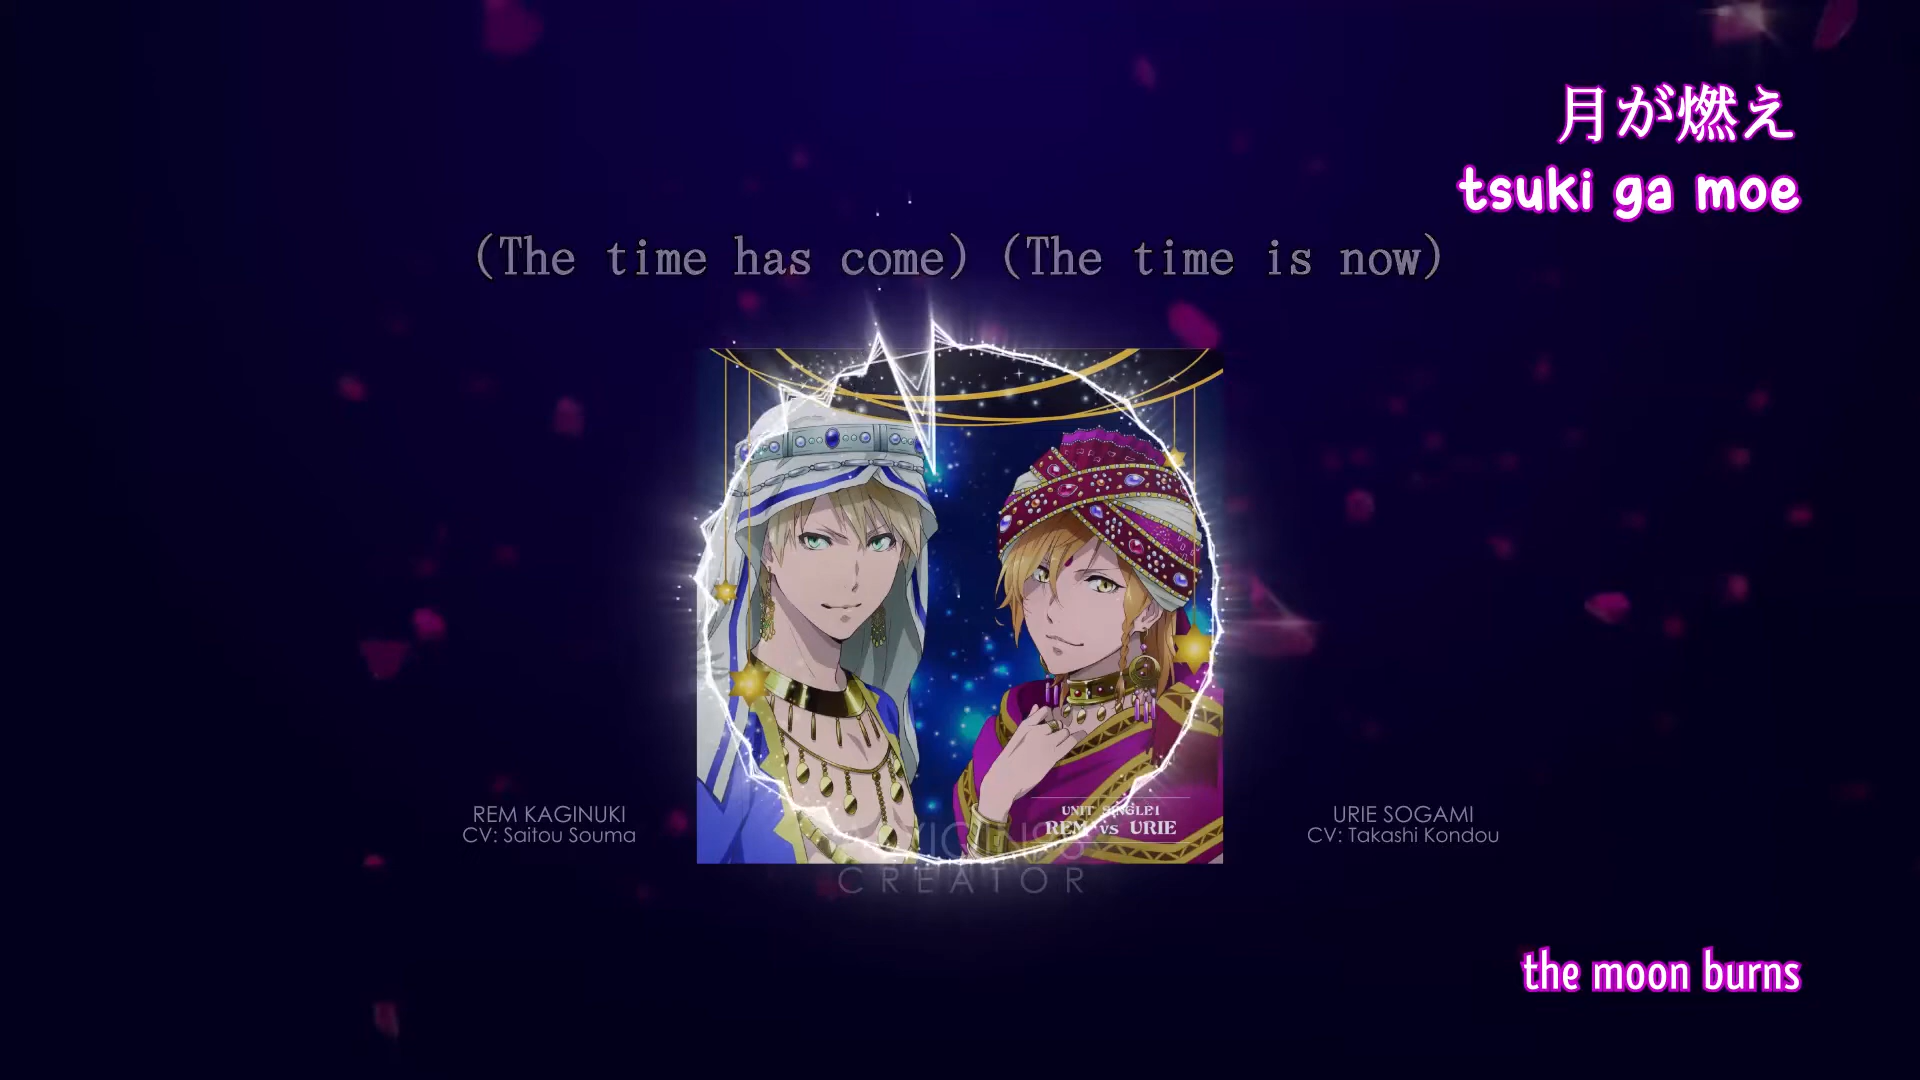 月が燃え
tsuki ga moe
(The time has come) (The time is now)
UNIT SINGLE1
REM vs URIE
REM KAGINUKI
CV: Saitou Souma
URIE SOGAMI
CV: Takashi Kondou
CREATOR
the moon burns